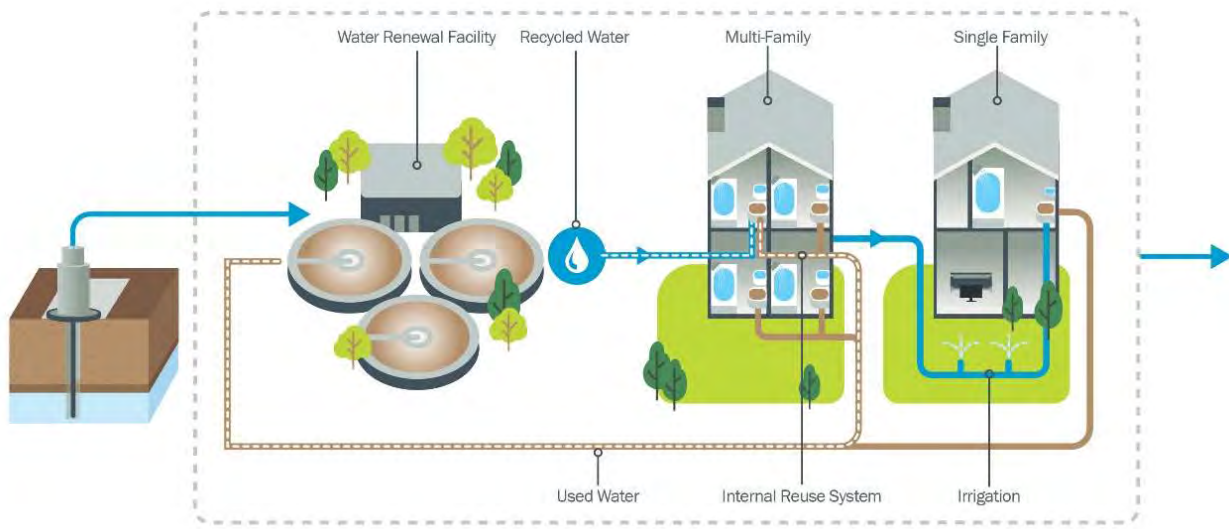 Water Renewal Facility
Recycled Water
Multi-Family
Single Family
Used Water
Internal Reuse System
Irrigation